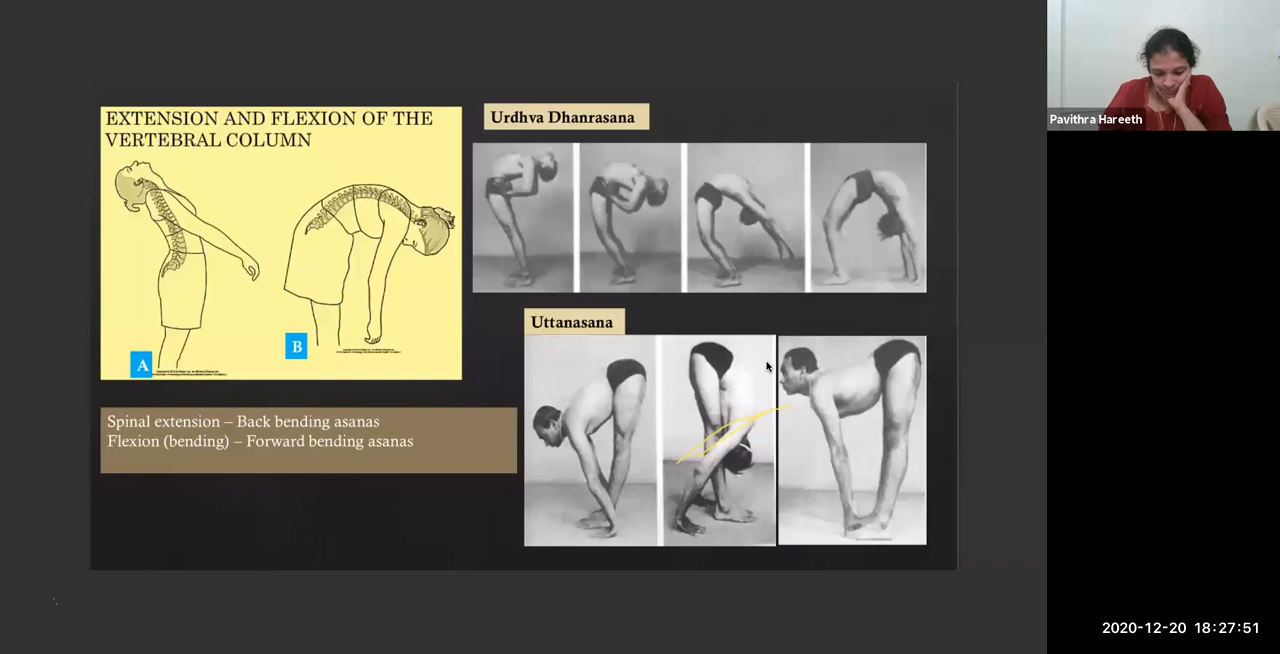 EXTENSION AND FLEXION OF THE
VERTEBRAL COLUMN
A
B
Urdhva Dhanrasana
Uttanasana
Spinal extension – Back bending asanas
Flexion (bending) – Forward bending asanas
Pavithra Hareeth
2020-12-20 18:27:51